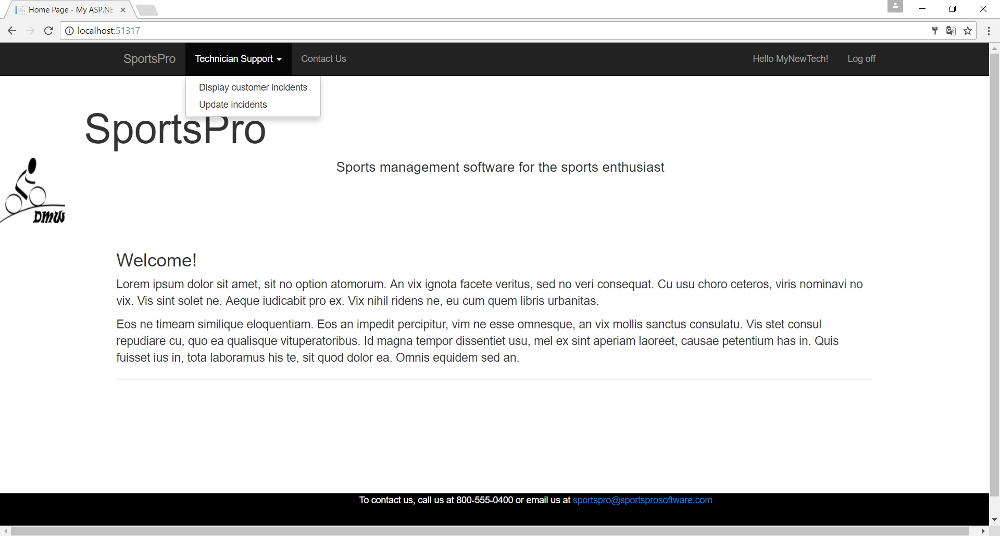 Home Page - My ASP.NE
localhost:51317
SportsPro
Technician Support
Contact Us
Hello MyNewTech!
Log off
Display customer incidents
Update incidents
SportsPro
Sports management software for the sports enthusiast
DMW
Welcome!
Lorem ipsum dolor sit amet, sit no option atomorum. An vix ignota facete veritus, sed no veri consequat. Cu usu choro ceteros, viris nominavi no
vix. Vis sint solet ne. Aeque iudicabit pro ex. Vix nihil ridens ne, eu cum quem libris urbanitas.
Eos ne timeam similique eloquentiam. Eos an impedit percipitur, vim ne esse omnesque, an vix mollis sanctus consulatu. Vis stet consul
repudiare cu, quo ea qualisque vituperatoribus. Id magna tempor dissentiet usu, mel ex sint aperiam laoreet, causae petentium has in. Quis
fuisset ius in, tota laboramus his te, sit quod dolor ea. Omnis equidem sed an.
To contact us, call us at 800-555-0400 or email us at sportspro@sportsprosoftware.com